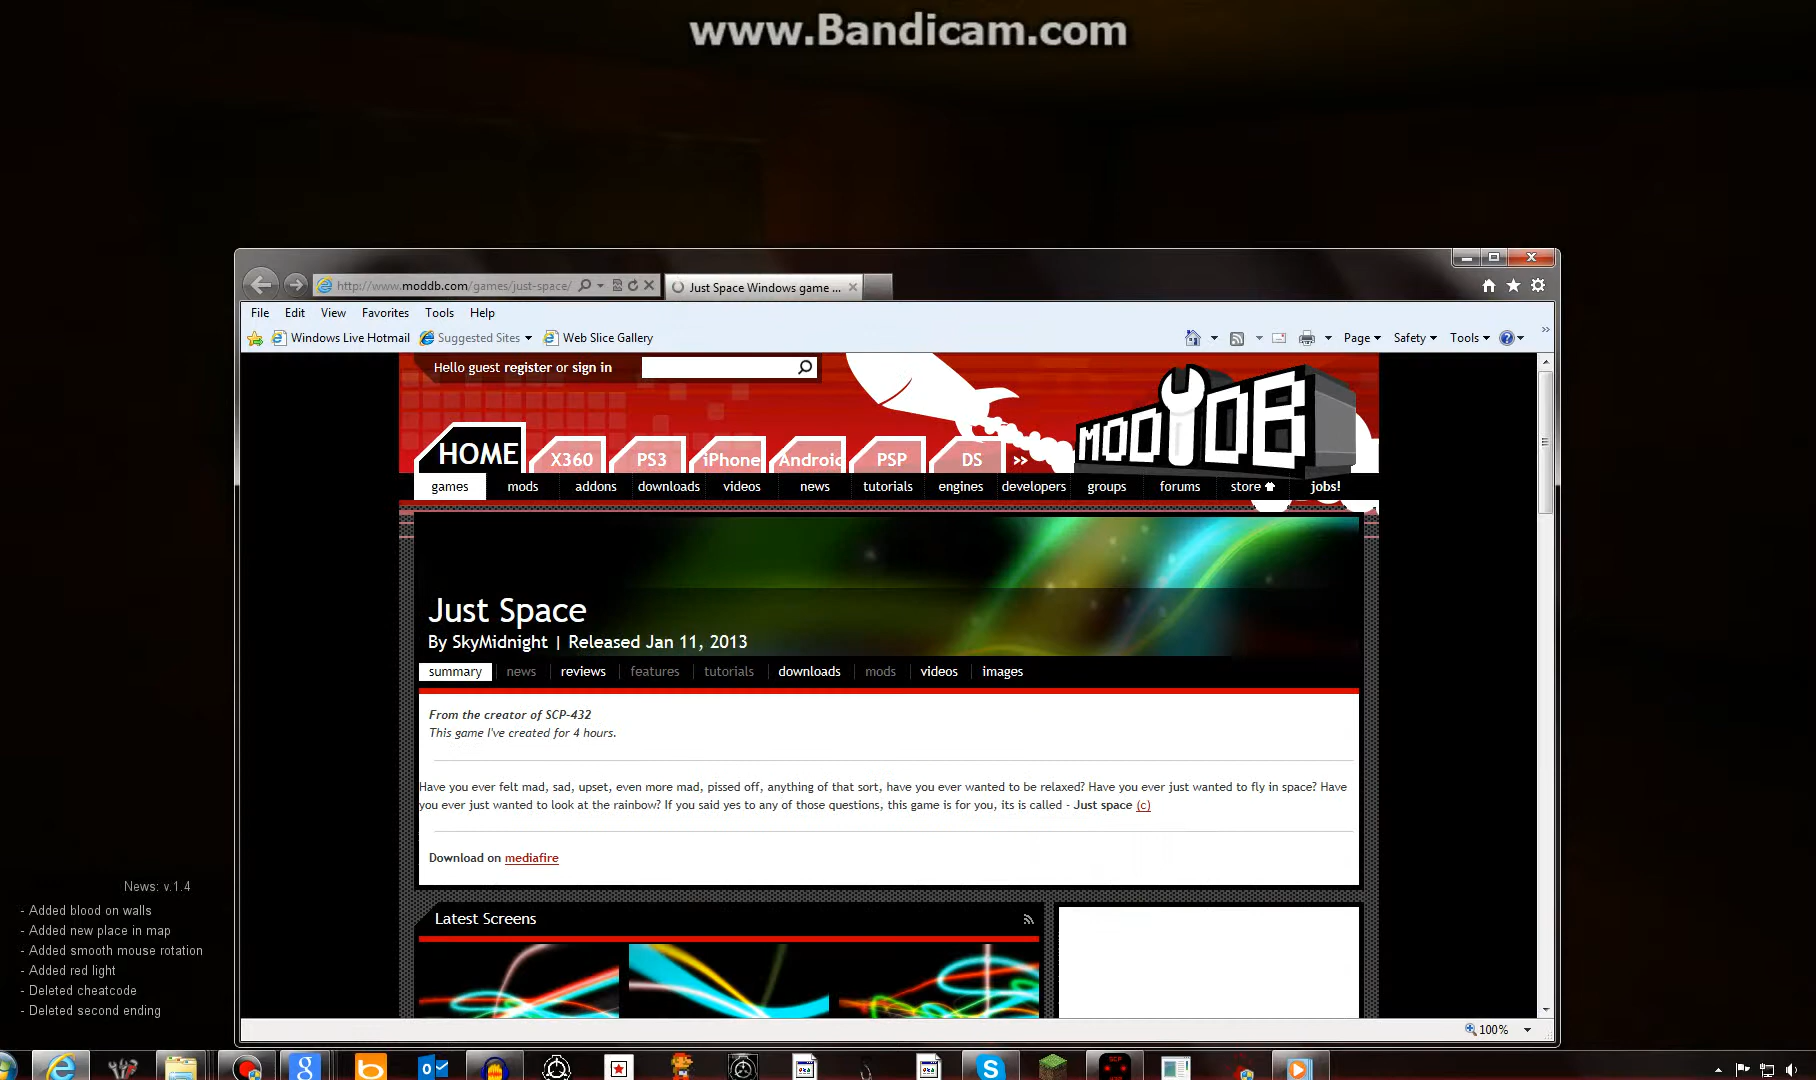 www.Bandicam.com
http://www.moddb.com/games/just-space/
Just Space Windows game ...
File Edit View Favorites Tools Help
Windows Live Hotmail Suggested Sites Web Slice Gallery
Page Safety Tools
Hello guest register or sign in
MODDB
HOME X360 PS3 iPhone Android PSP DS »
games mods addons downloads videos news tutorials engines developers groups forums store jobs!
Just Space
By SkyMidnight | Released Jan 11, 2013
summary news reviews features tutorials downloads mods videos images
From the creator of SCP-432
This game I've created for 4 hours.
Have you ever felt mad, sad, upset, even more mad, pissed off, anything of that sort, have you ever wanted to be relaxed? Have you ever just wanted to fly in space? Have
you ever just wanted to look at the rainbow? If you said yes to any of those questions, this game is for you, its is called - Just space (c)
Download on mediafire
Latest Screens
News: v.1.4
- Added blood on walls
- Added new place in map
- Added smooth mouse rotation
- Added red light
- Deleted cheatcode
- Deleted second ending
100%